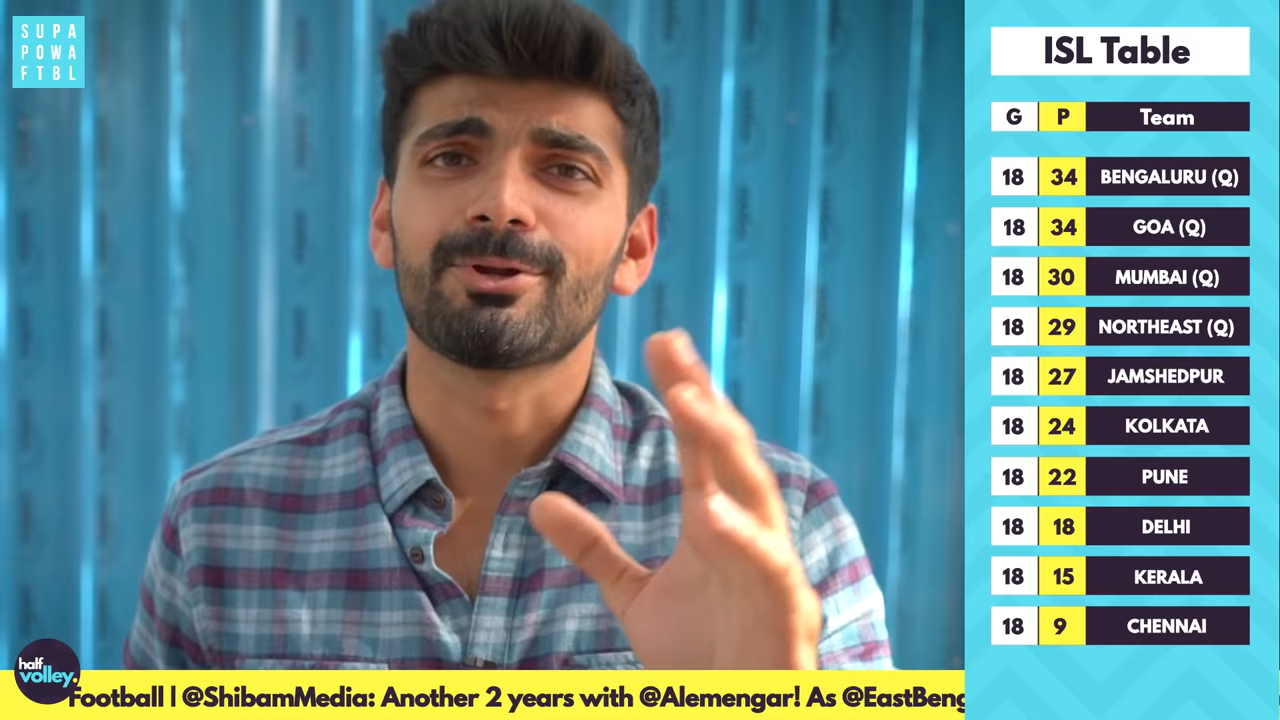 SUPA
POWA
FTBL
ISL Table
G P Team
18 34 BENGALURU (Q)
18 34 GOA (Q)
18 30 MUMBAI (Q)
18 29 NORTHEAST (Q)
18 27 JAMSHEDPUR
18 24 KOLKATA
18 22 PUNE
18 18 DELHI
18 15 KERALA
18 9 CHENNAI
half
volley.
Football | @ShibamMedia: Another 2 years with @Alemengar! As @EastBeng